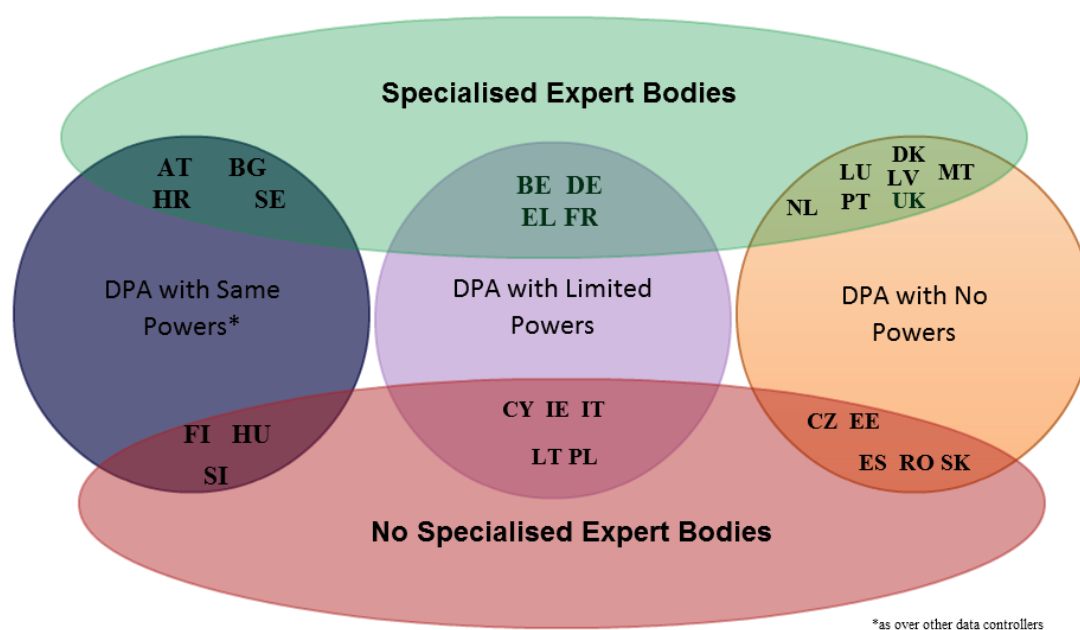 Specialised Expert Bodies
AT BG
HR SE
BE DE
EL FR
DK
LU LV MT
NL PT UK
DPA with Same
Powers*
DPA with Limited
Powers
DPA with No
Powers
FI HU
SI
CY IE IT
LT PL
CZ EE
ES RO SK
No Specialised Expert Bodies
*as over other data controllers